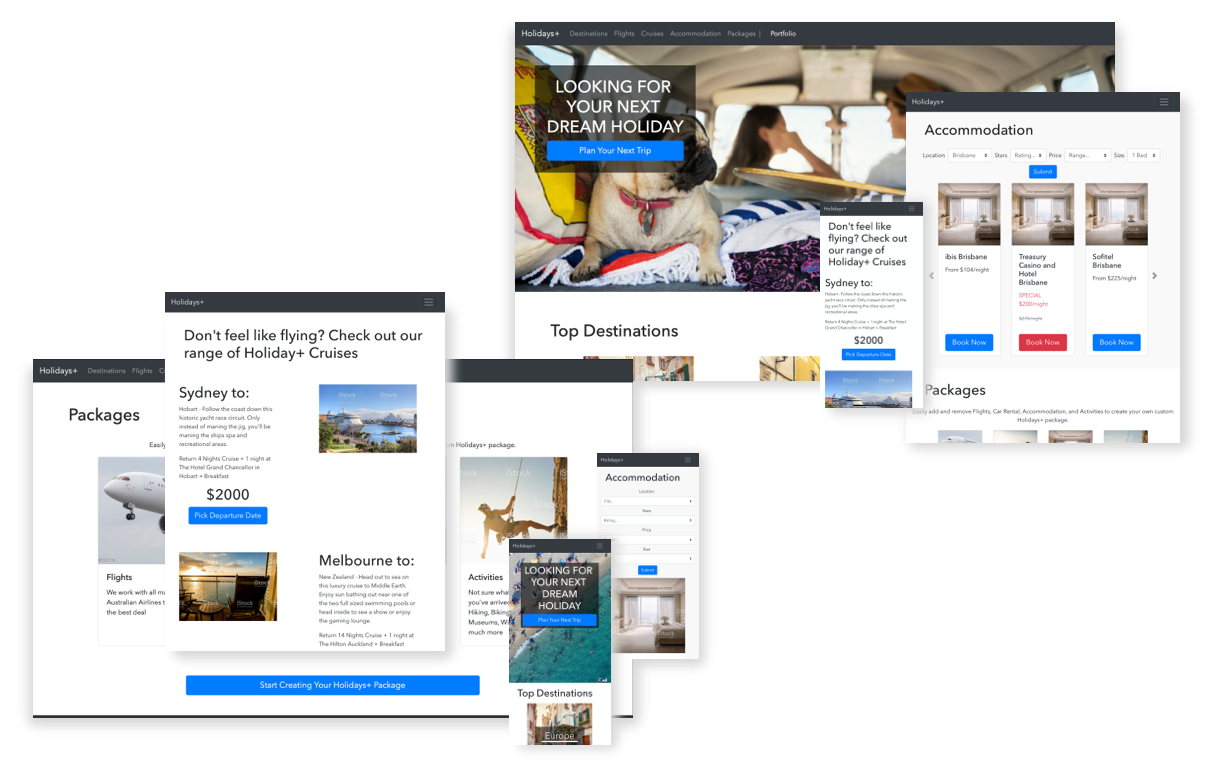 Holidays+ Destinations Flights Cruises Accommodation Packages | Portfolio
LOOKING FOR
YOUR NEXT
DREAM HOLIDAY
Plan Your Next Trip
Top Destinations
Holidays+
Accommodation
Location Brisbane Stars Rating... Price Range... Size 1 Bed
Submit
iStock iStock iStock
ibis Brisbane
From $104/night
Treasury
Casino and
Hotel
Brisbane
SPECIAL
$200/night
Sofitel
Brisbane
From $225/night
Book Now Book Now Book Now
Packages
Easily add and remove Flights, Car Rental, Accommodation, and Activities to create your own custom
Holidays+ package.
Holidays+
Don't feel like
flying? Check out
our range of
Holiday+ Cruises
Sydney to:
Hobart - Follow the coast down this
historic yacht race circuit. Only
instead of maning the
jig, you'll be maning the ships spa and
recreational areas.
Return 4 Nights Cruise + 1 night at The Hotel
Grand Chancellor in Hobart + Breakfast
$2000
Pick Departure Date
Holidays+
Don't feel like flying? Check out our
range of Holiday+ Cruises
Sydney to:
Hobart - Follow the coast down this
historic yacht race circuit. Only
instead of maning the jig, you'll be
maning the ships spa and
recreational areas.
Return 4 Nights Cruise + 1 night at
The Hotel Grand Chancellor in
Hobart + Breakfast
$2000
Pick Departure Date
iStock iStock
Melbourne to:
New Zealand - Head out to sea on
this luxury cruise to Middle Earth.
Enjoy sun bathing out near one of
the two full sized swimming pools or
head inside to see a show or enjoy
the gaming lounge.
Return 14 Nights Cruise + 1 night at
The Hilton Auckland + Breakfast
Holidays+ Destinations Flights
Packages
Easily
m Holidays+ package.
Flights
We work with all
Australian Airlines
the best deal
Activities
Not sure what
you've arrive
Hiking, Biking
Museums, W
much more
Start Creating Your Holidays+ Package
Holidays+
Accommodation
Location
City...
Stars
Rating...
Price
Size
Submit
iStock
Holidays+
LOOKING FOR
YOUR NEXT
DREAM
HOLIDAY
Plan Your Next Trip
Top Destinations
Europe